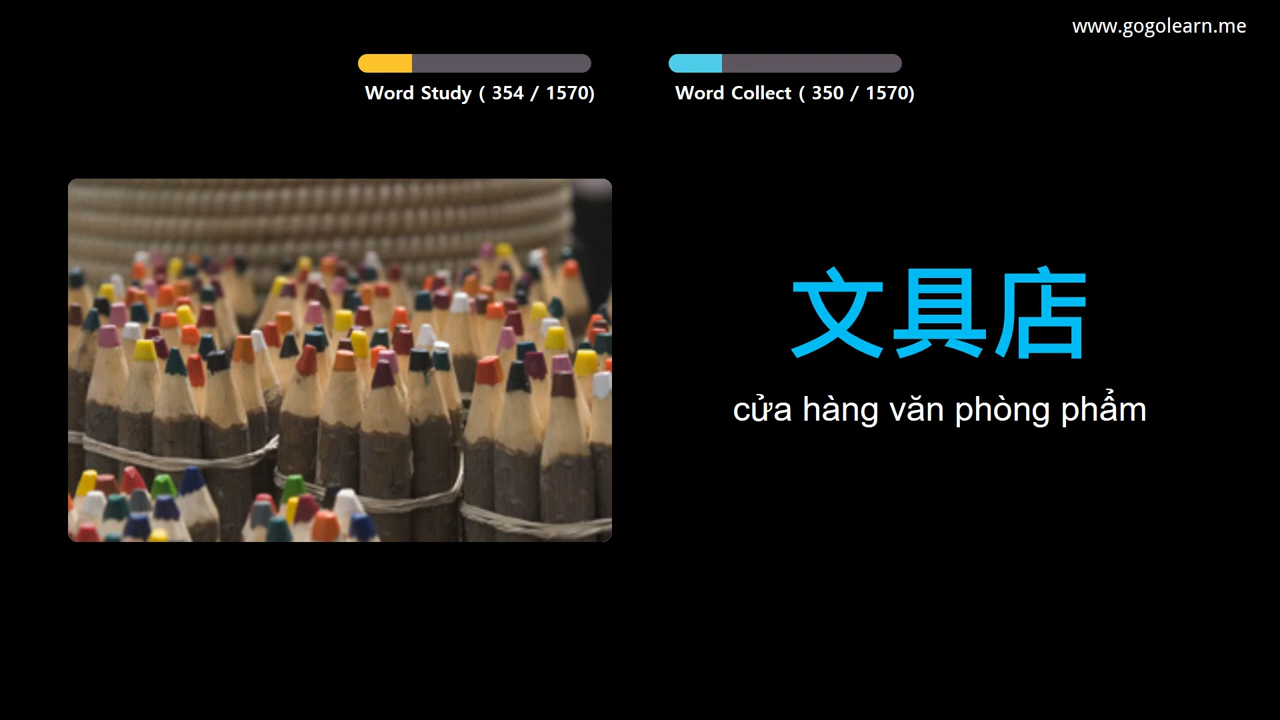 www.gogolearn.me
Word Study ( 354 / 1570)
Word Collect ( 350 / 1570)
文具店
cửa hàng văn phòng phẩm